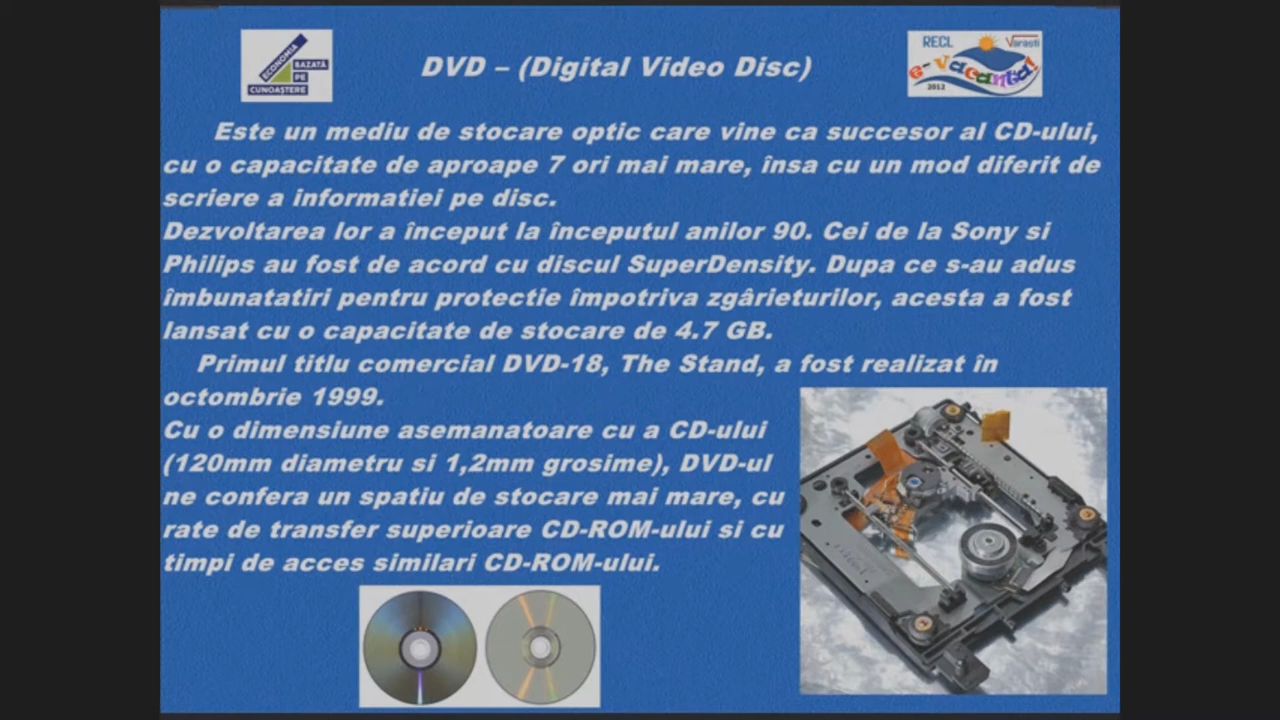 ECONOMIA
BAZATĂ
PE
CUNOAȘTERE
DVD – (Digital Video Disc)
RECL Varasti
e-Vacanta!
2012
Este un mediu de stocare optic care vine ca succesor al CD-ului,
cu o capacitate de aproape 7 ori mai mare, însa cu un mod diferit de
scriere a informatiei pe disc.
Dezvoltarea lor a început la începutul anilor 90. Cei de la Sony si
Philips au fost de acord cu discul SuperDensity. Dupa ce s-au adus
îmbunatatiri pentru protectie împotriva zgârieturilor, acesta a fost
lansat cu o capacitate de stocare de 4.7 GB.
Primul titlu comercial DVD-18, The Stand, a fost realizat în
octombrie 1999.
Cu o dimensiune asemanatoare cu a CD-ului
(120mm diametru si 1,2mm grosime), DVD-ul
ne confera un spatiu de stocare mai mare, cu
rate de transfer superioare CD-ROM-ului si cu
timpi de acces similari CD-ROM-ului.